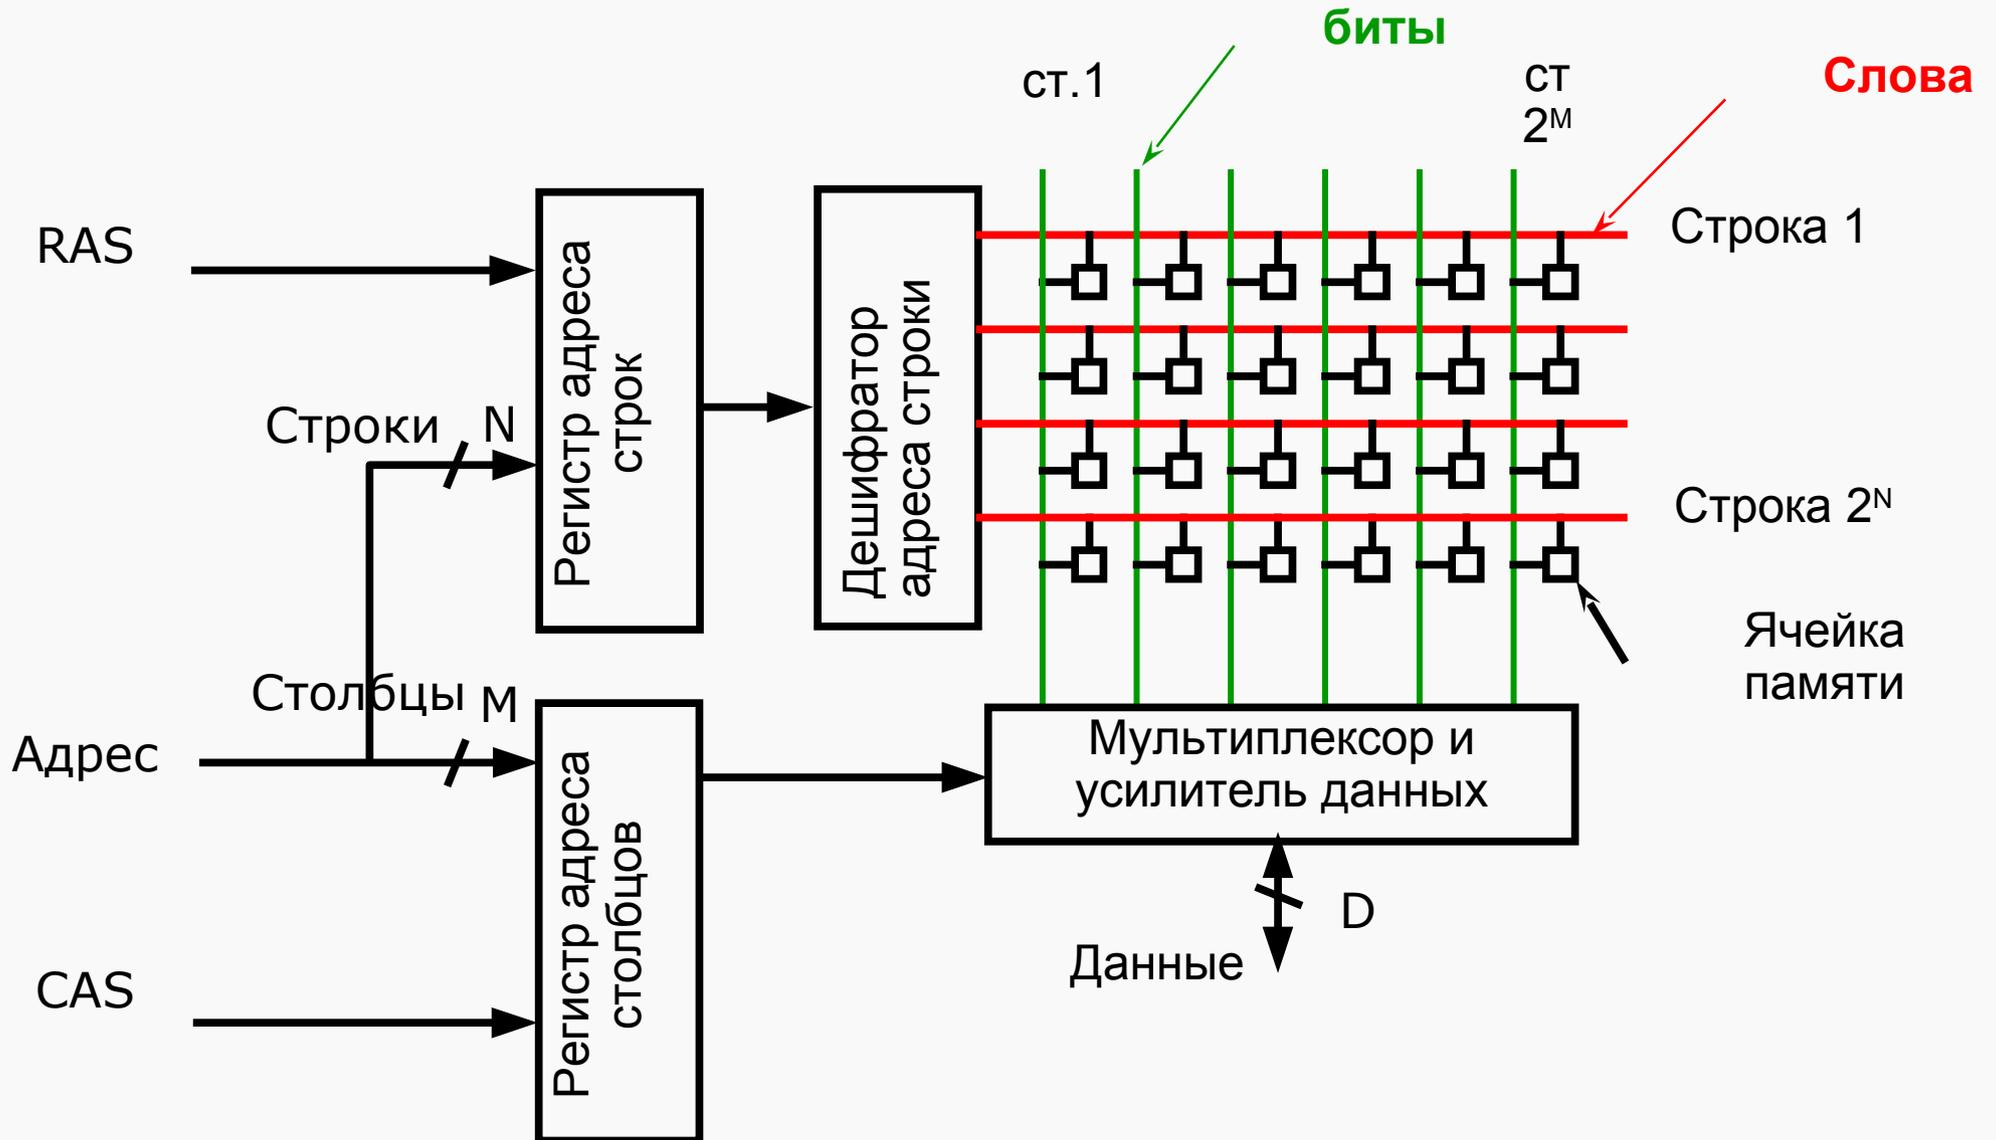 биты
ст.1
ст
2ᴹ
Слова
RAS
Строка 1
Регистр адреса
строк
Дешифратор
адреса строки
Строки N
Строка 2ᴺ
Ячейка
памяти
Столбцы M
Адрес
Мультиплексор и
усилитель данных
Регистр адреса
столбцов
D
Данные
CAS